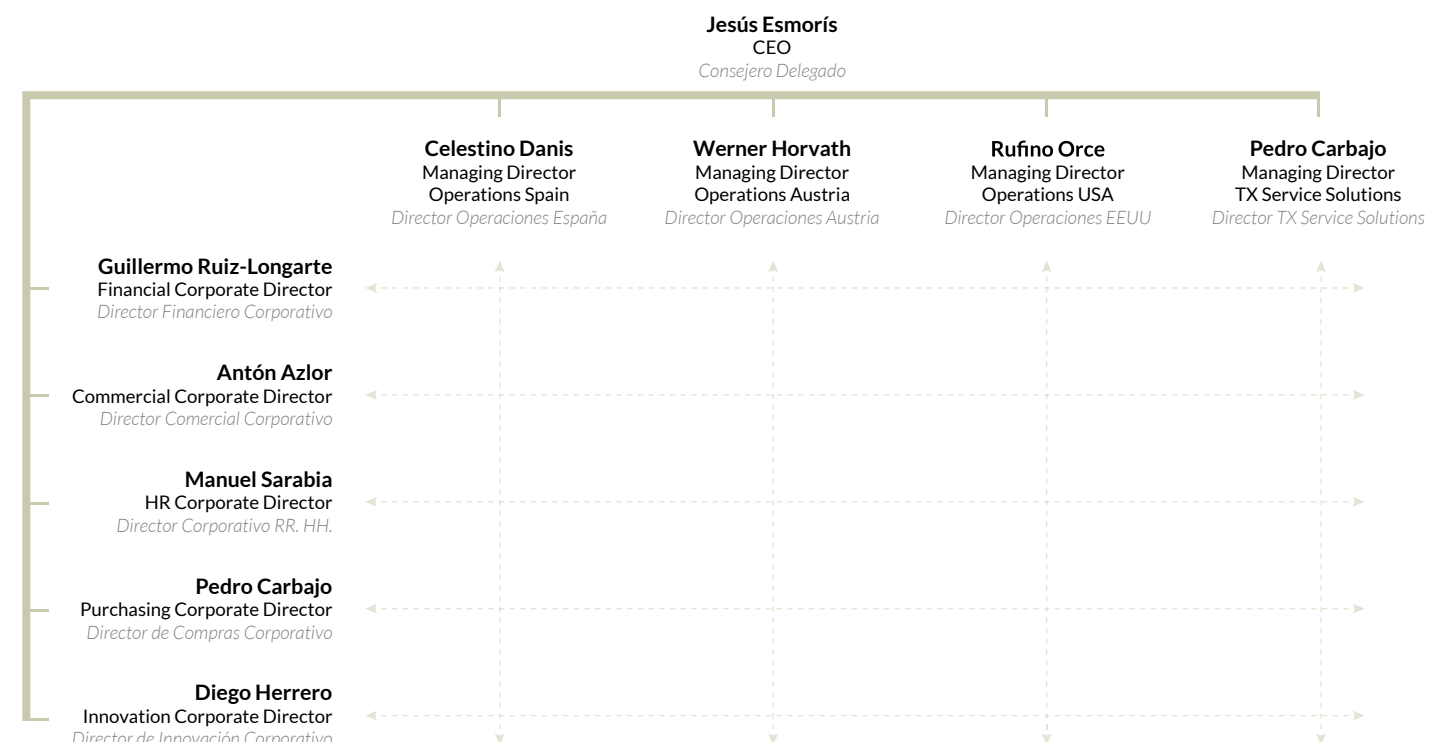 Jesús Esmorís
CEO
Consejero Delegado
Celestino Danis
Managing Director
Operations Spain
Director Operaciones España
Werner Horvath
Managing Director
Operations Austria
Director Operaciones Austria
Rufino Orce
Managing Director
Operations USA
Director Operaciones EEUU
Pedro Carbajo
Managing Director
TX Service Solutions
Director TX Service Solutions
Guillermo Ruiz-Longarte
Financial Corporate Director
Director Financiero Corporativo
Antón Azlor
Commercial Corporate Director
Director Comercial Corporativo
Manuel Sarabia
HR Corporate Director
Director Corporativo RR. HH.
Pedro Carbajo
Purchasing Corporate Director
Director de Compras Corporativo
Diego Herrero
Innovation Corporate Director
Director de Innovación Corporativo